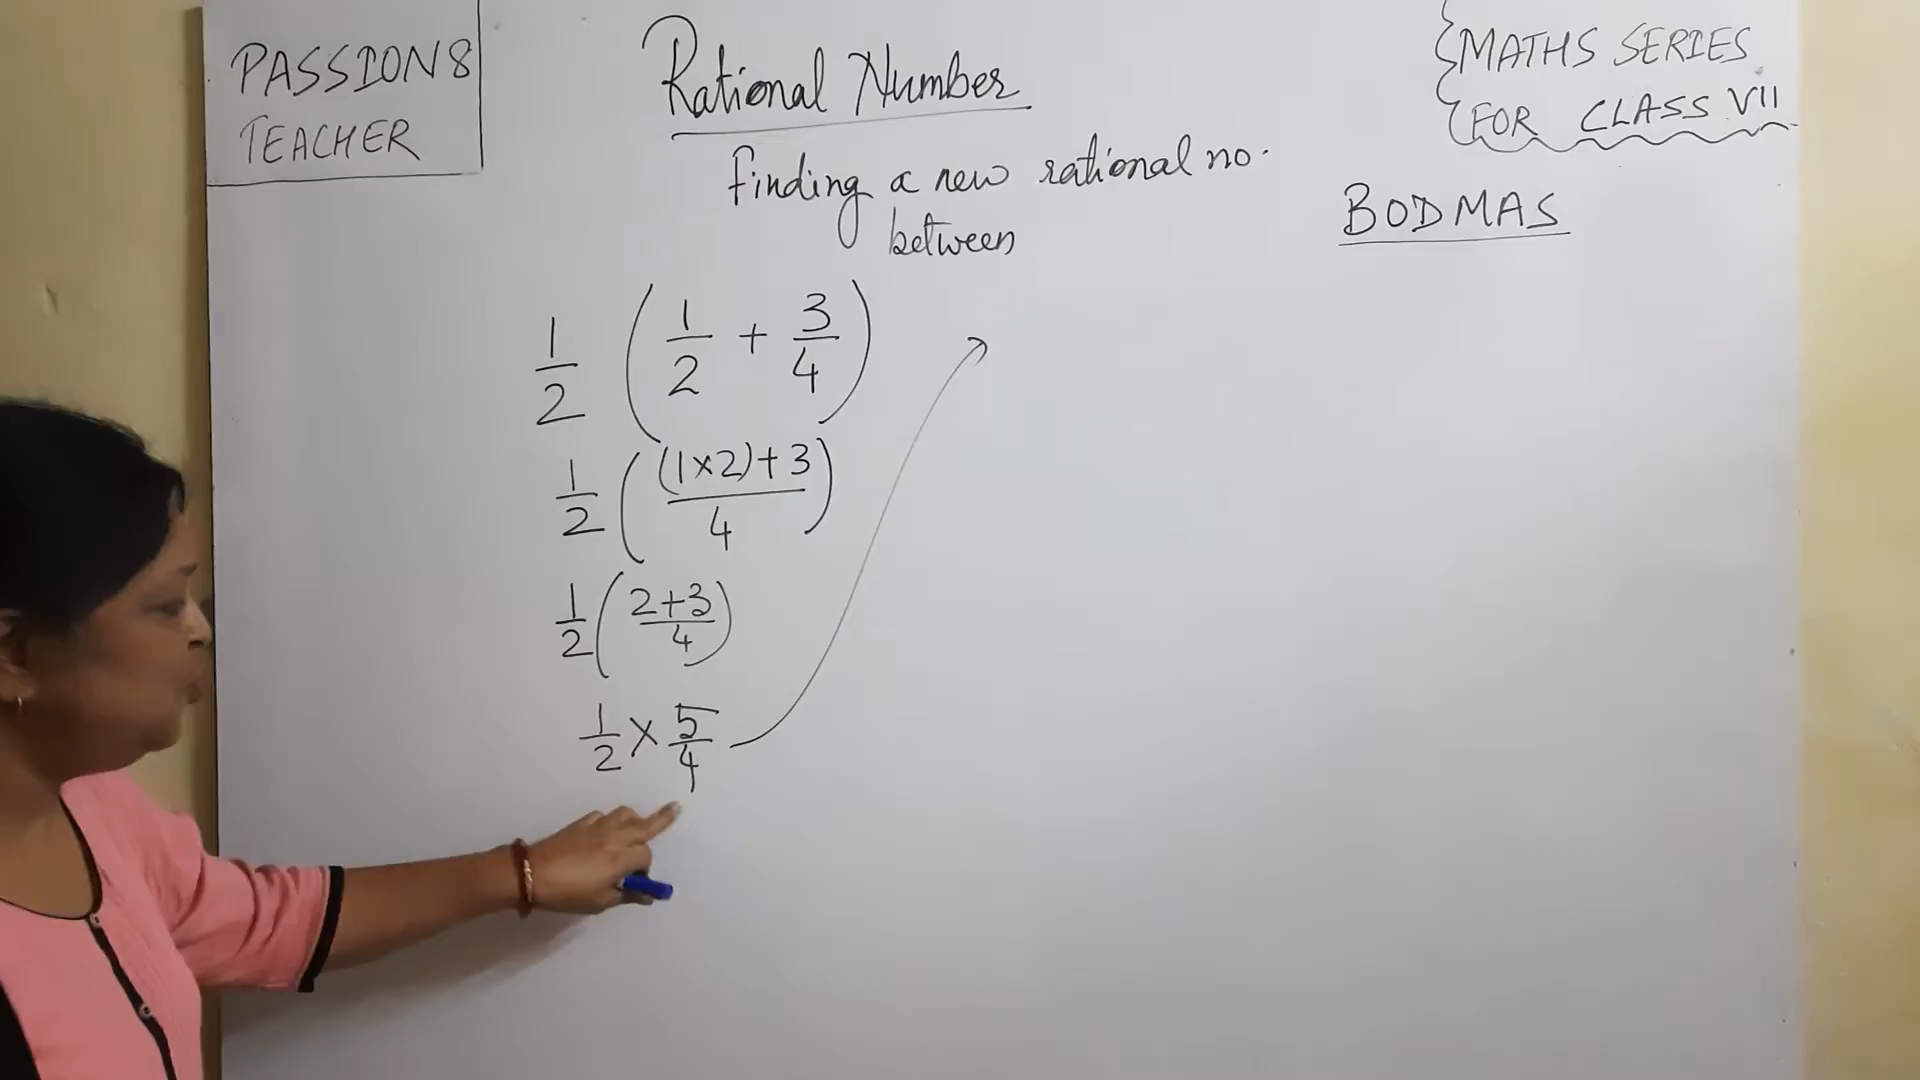 PASSION8
TEACHER
Rational Number
finding a new rational no.
between
MATHS SERIES
FOR CLASS VII
BODMAS
1/2 (1/2 + 3/4)
1/2 ((1×2)+3/4)
1/2 (2+3/4)
1/2 × 5/4